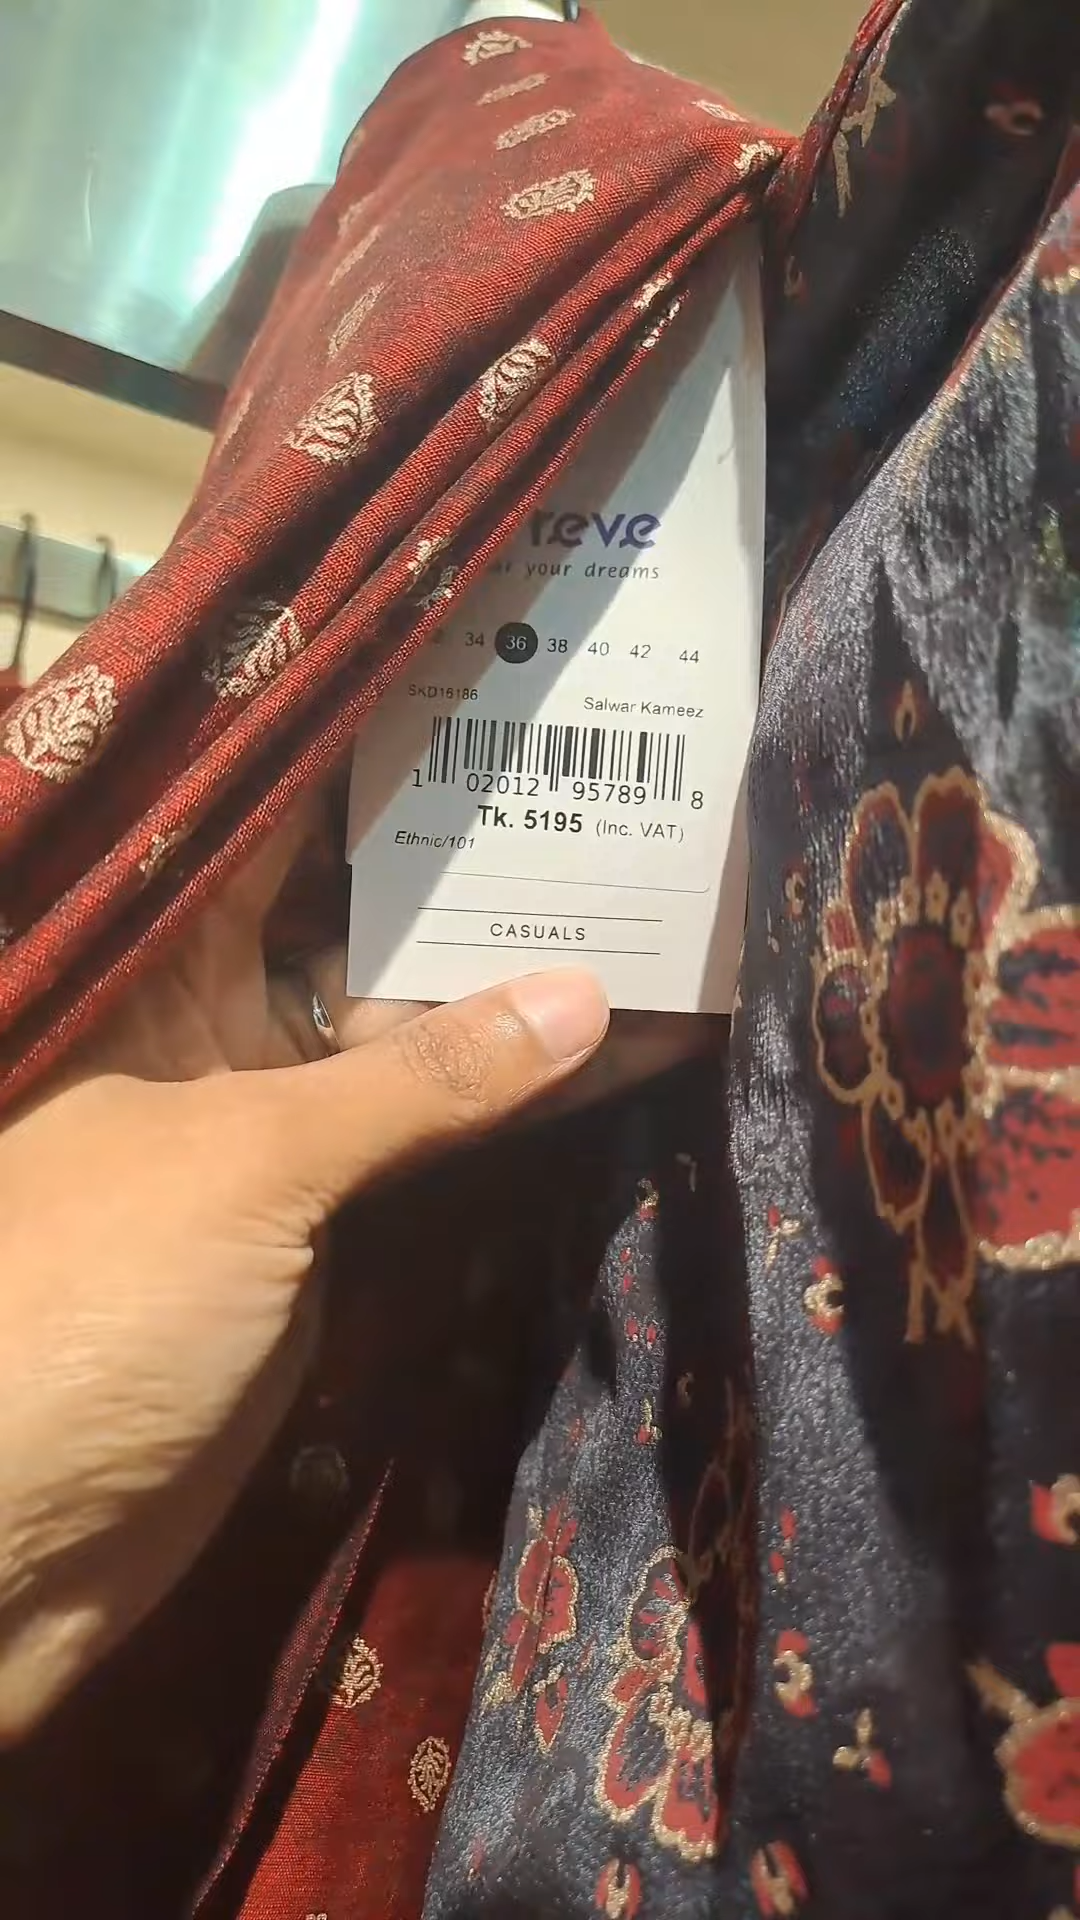 reve
your dreams
34 36 38 40 42 44
SKD16186
Salwar Kameez
1 02012 95789 8
Tk. 5195 (Inc. VAT)
Ethnic/101
CASUALS